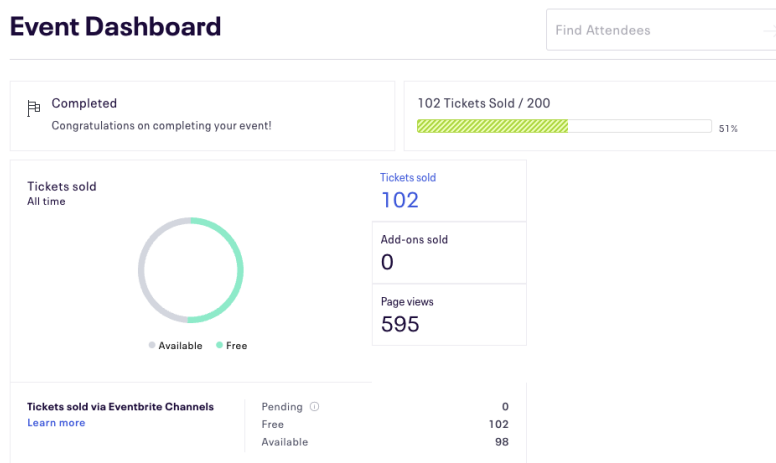 Event Dashboard
Find Attendees
Completed
Congratulations on completing your event!
102 Tickets Sold / 200
51%
Tickets sold
All time
Available Free
Tickets sold
102
Add-ons sold
0
Page views
595
Tickets sold via Eventbrite Channels
Learn more
Pending 0
Free 102
Available 98